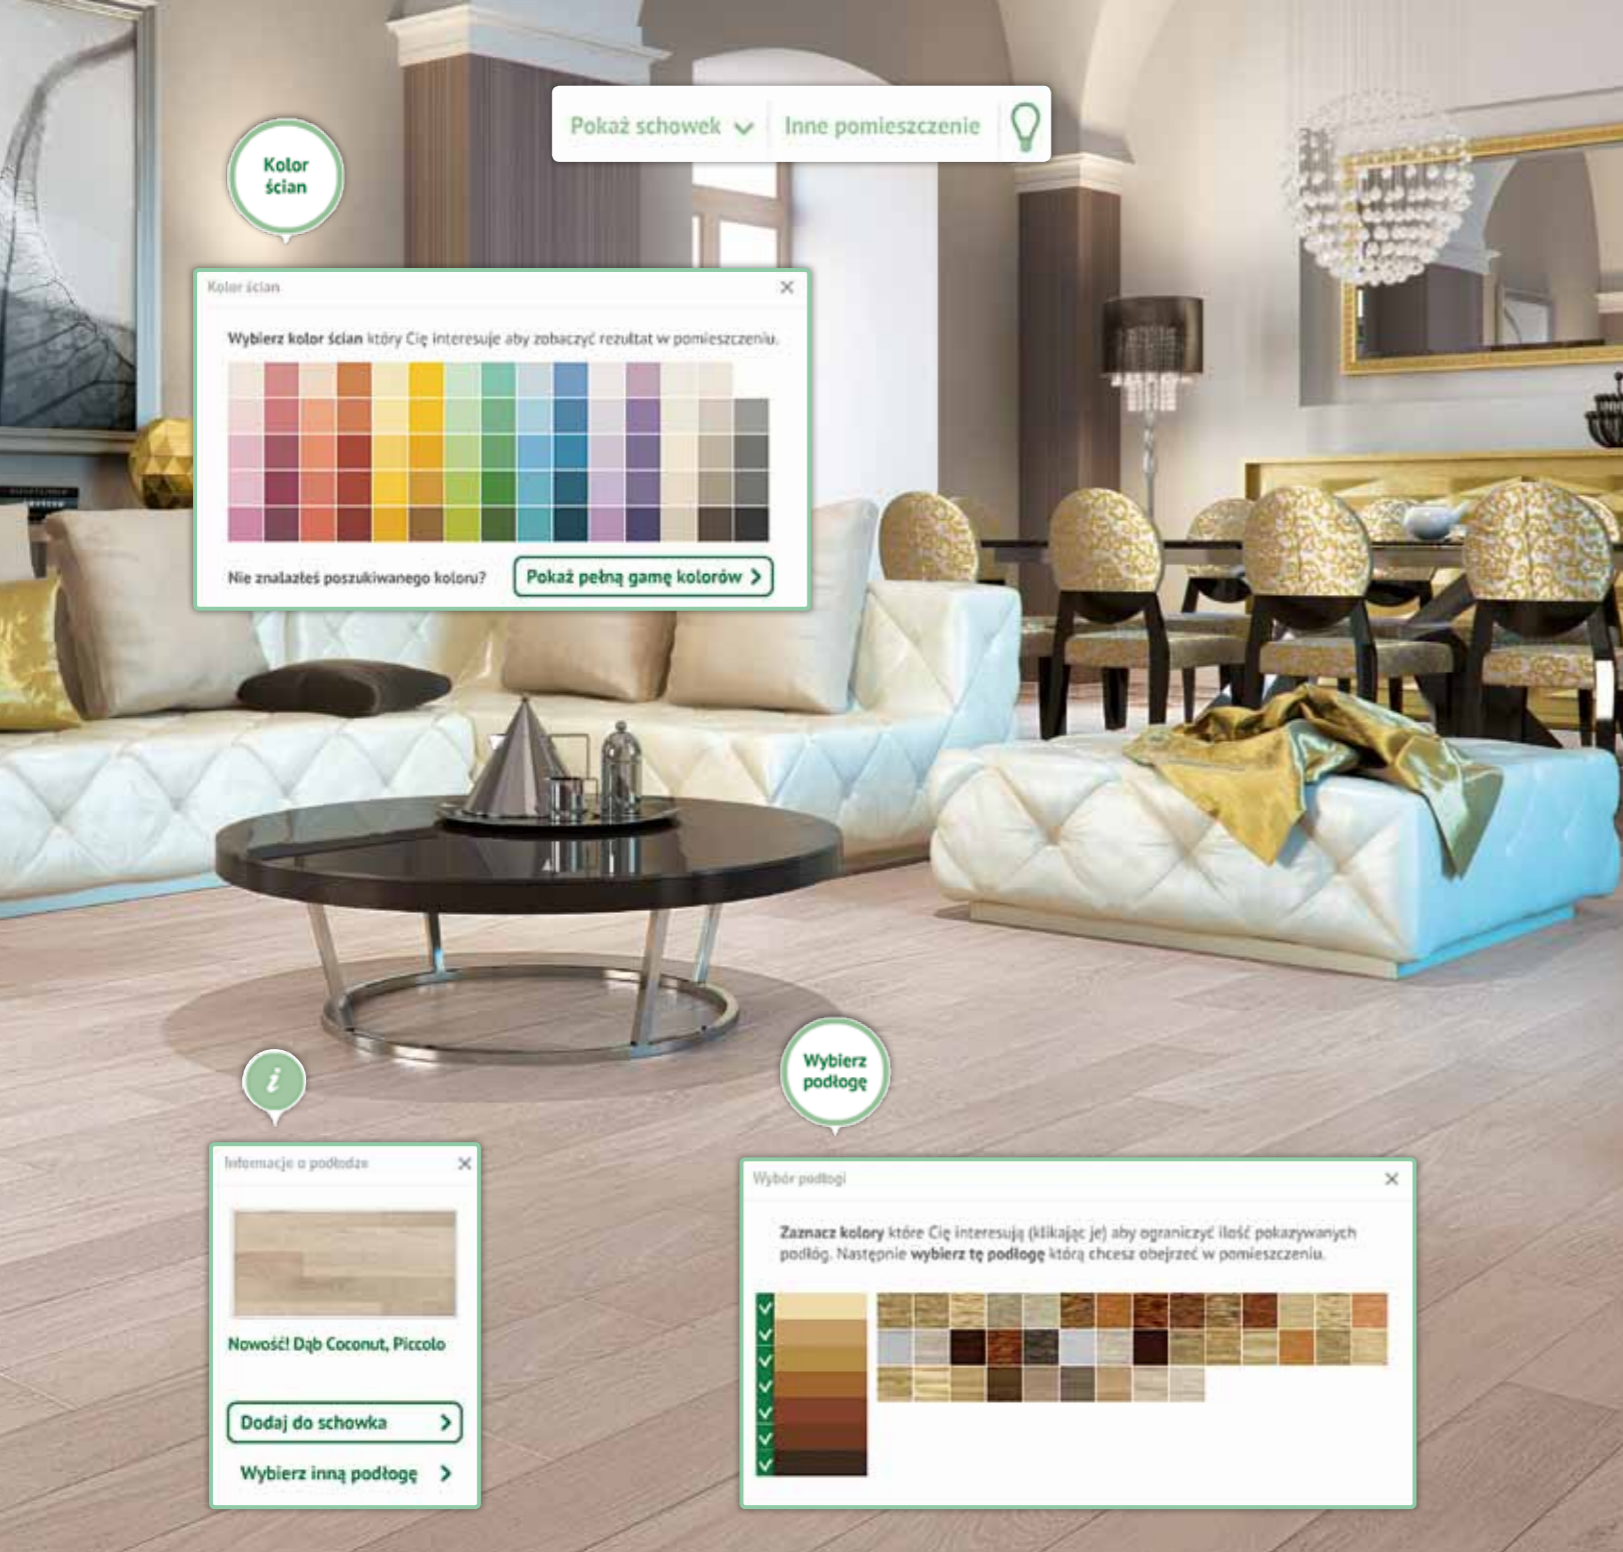 Pokaż schowek
Inne pomieszczenie
Kolor
ścian
Kolor ścian
Wybierz kolor ścian który Cię interesuje aby zobaczyć rezultat w pomieszczeniu.
Nie znalazłeś poszukiwanego koloru?
Pokaż pełną gamę kolorów
i
Informacje o podłodze
Nowość! Dąb Coconut, Piccolo
Dodaj do schowka
Wybierz inną podłogę
Wybierz
podłogę
Wybór podłogi
Zaznacz kolory które Cię interesują (klikając je) aby ograniczyć ilość pokazywanych
podłóg. Następnie wybierz tę podłogę którą chcesz obejrzeć w pomieszczeniu.